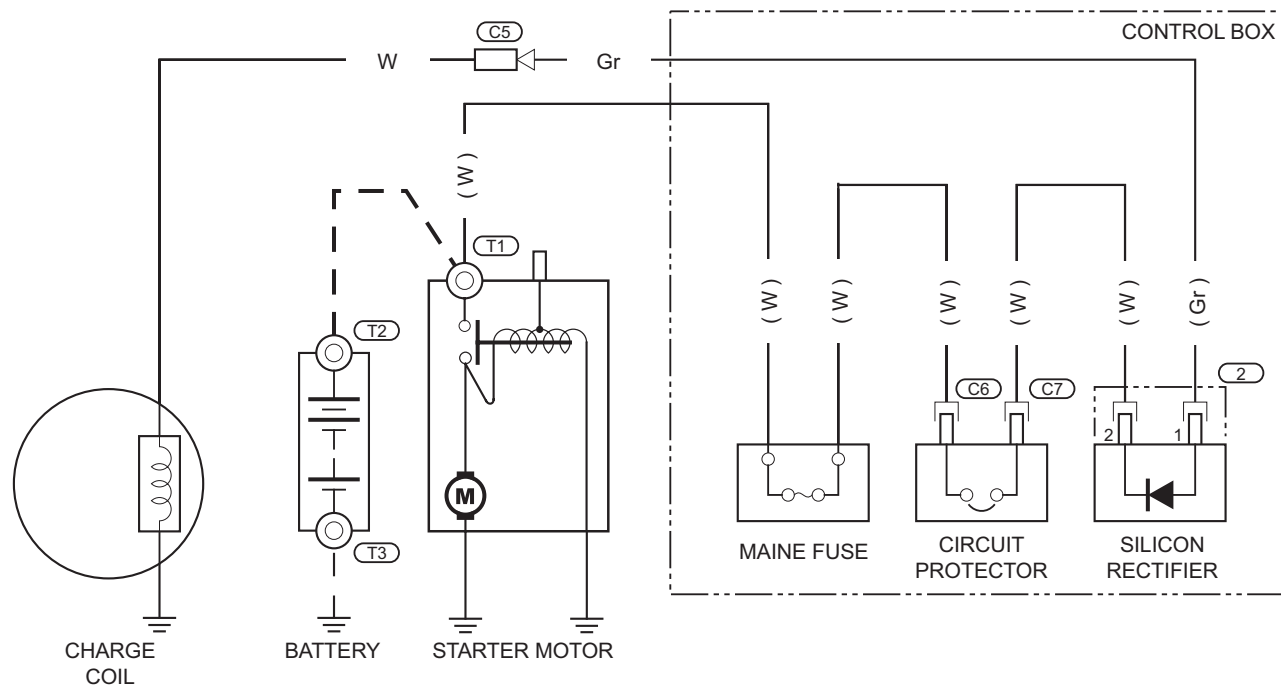 CONTROL BOX
C5
W
Gr
( W )
T1
( W )
( W )
( W )
( W )
( W )
( Gr )
T2
C6
C7
2
2
1
M
T3
MAINE FUSE
CIRCUIT
PROTECTOR
SILICON
RECTIFIER
CHARGE
COIL
BATTERY
STARTER MOTOR